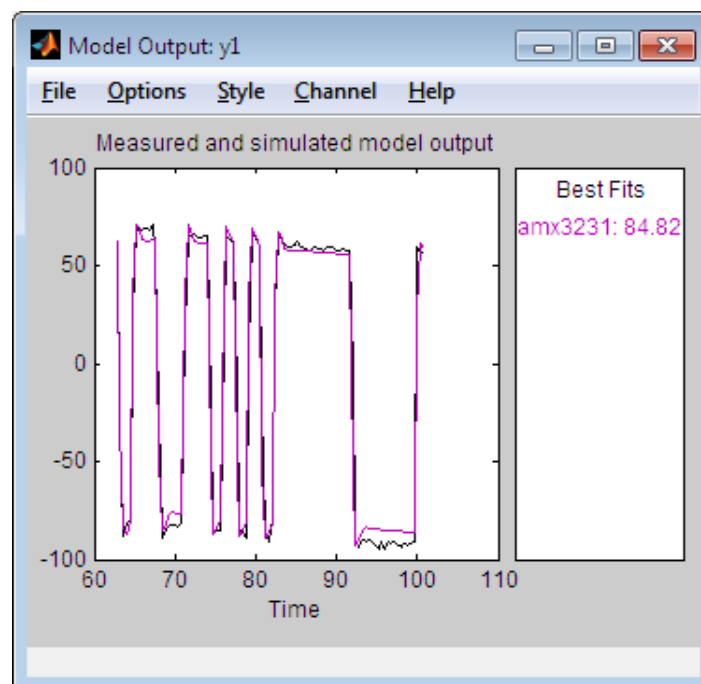 Model Output: y1
File Options Style Channel Help
Measured and simulated model output
100
50
0
-50
-100
60 70 80 90 100 110
Time
Best Fits
amx3231: 84.82